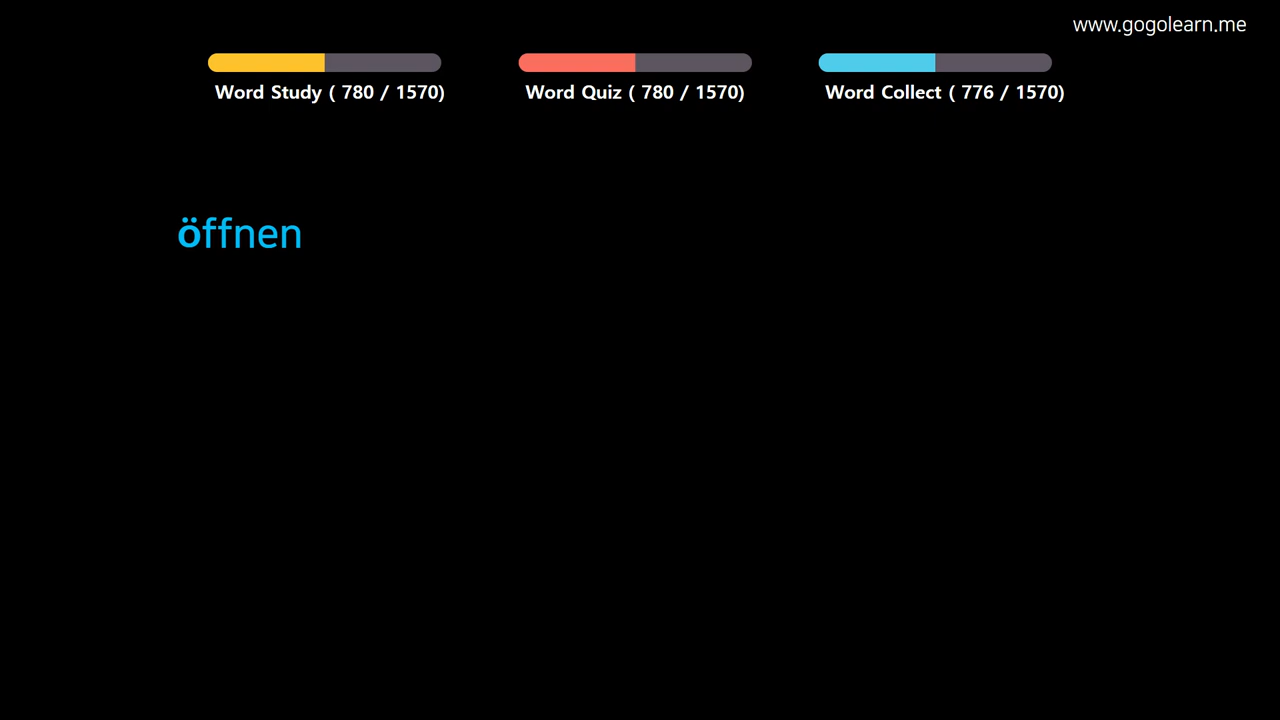 www.gogolearn.me
Word Study ( 780 / 1570)
Word Quiz ( 780 / 1570)
Word Collect ( 776 / 1570)
öffnen